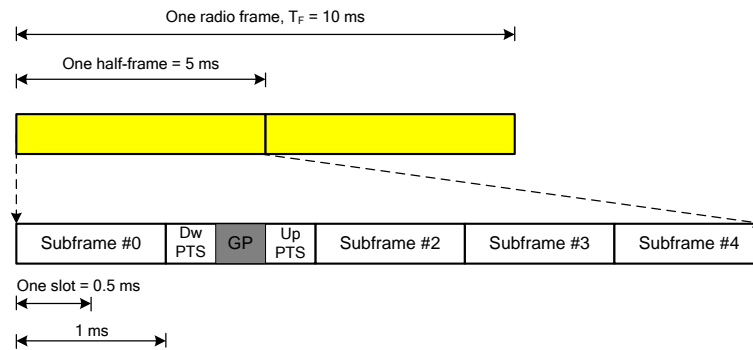 One radio frame, TF = 10 ms
One half-frame = 5 ms
Subframe #0
Dw
PTS
GP
Up
PTS
Subframe #2
Subframe #3
Subframe #4
One slot = 0.5 ms
1 ms